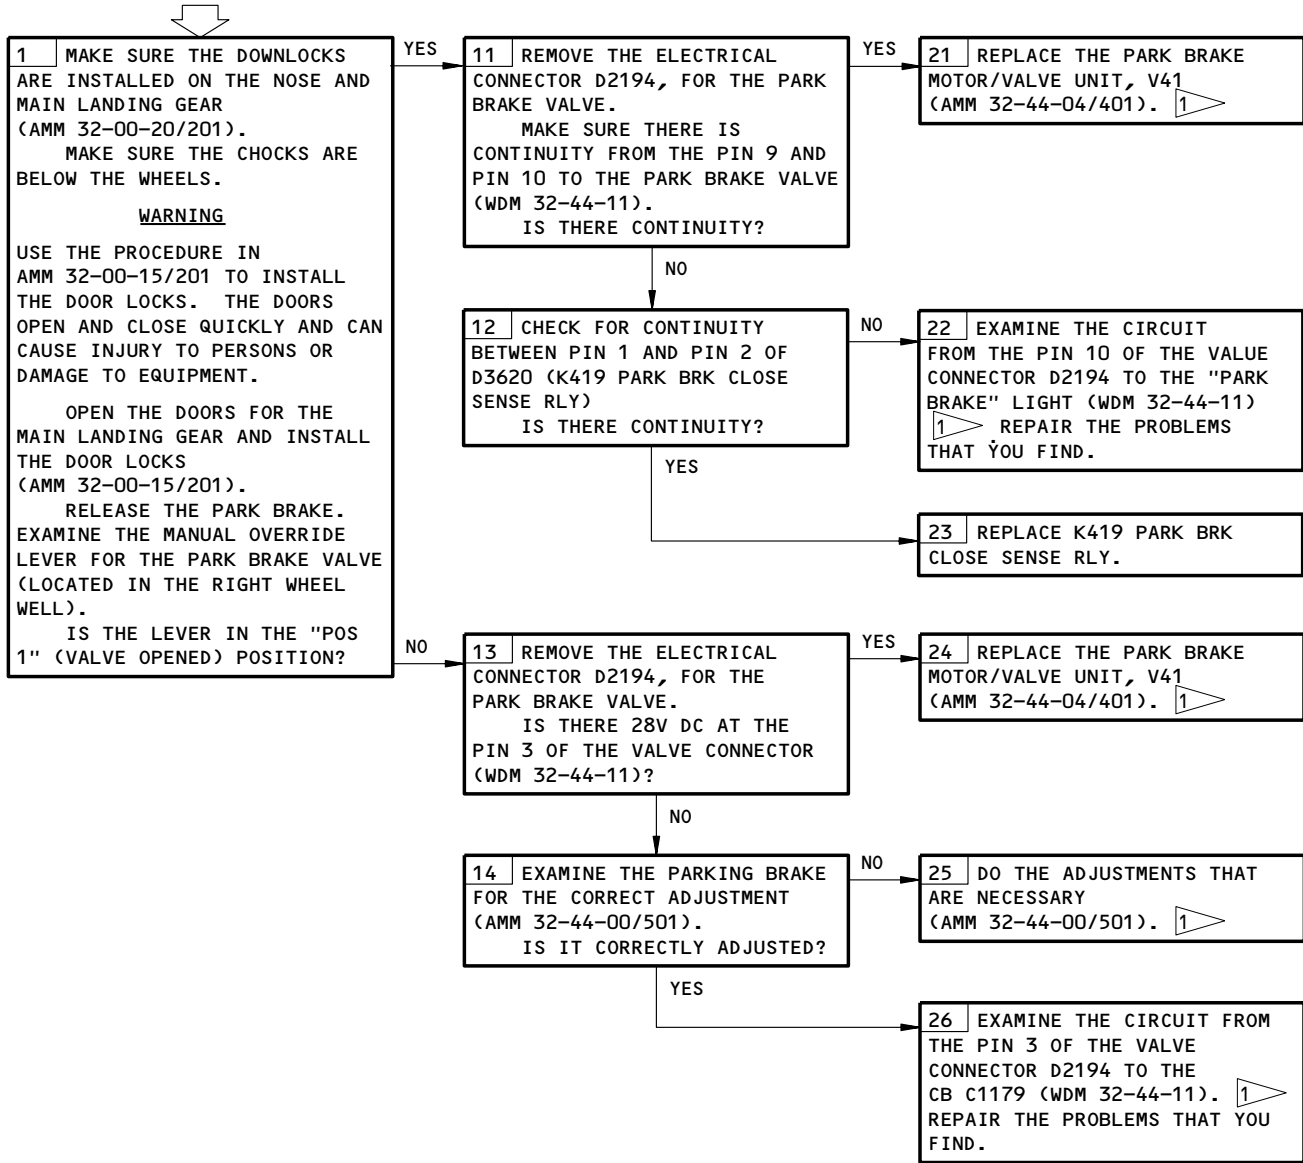 1 MAKE SURE THE DOWNLOCKS
ARE INSTALLED ON THE NOSE AND
MAIN LANDING GEAR
(AMM 32-00-20/201).
MAKE SURE THE CHOCKS ARE
BELOW THE WHEELS.
WARNING
USE THE PROCEDURE IN
AMM 32-00-15/201 TO INSTALL
THE DOOR LOCKS. THE DOORS
OPEN AND CLOSE QUICKLY AND CAN
CAUSE INJURY TO PERSONS OR
DAMAGE TO EQUIPMENT.
OPEN THE DOORS FOR THE
MAIN LANDING GEAR AND INSTALL
THE DOOR LOCKS
(AMM 32-00-15/201).
RELEASE THE PARK BRAKE.
EXAMINE THE MANUAL OVERRIDE
LEVER FOR THE PARK BRAKE VALVE
(LOCATED IN THE RIGHT WHEEL
WELL).
IS THE LEVER IN THE "POS
1" (VALVE OPENED) POSITION?
YES
11 REMOVE THE ELECTRICAL
CONNECTOR D2194, FOR THE PARK
BRAKE VALVE.
MAKE SURE THERE IS
CONTINUITY FROM THE PIN 9 AND
PIN 10 TO THE PARK BRAKE VALVE
(WDM 32-44-11).
IS THERE CONTINUITY?
YES
21 REPLACE THE PARK BRAKE
MOTOR/VALVE UNIT, V41
(AMM 32-44-04/401). 1
NO
12 CHECK FOR CONTINUITY
BETWEEN PIN 1 AND PIN 2 OF
D3620 (K419 PARK BRK CLOSE
SENSE RLY)
IS THERE CONTINUITY?
NO
22 EXAMINE THE CIRCUIT
FROM THE PIN 10 OF THE VALUE
CONNECTOR D2194 TO THE "PARK
BRAKE" LIGHT (WDM 32-44-11)
1 . REPAIR THE PROBLEMS
THAT YOU FIND.
YES
23 REPLACE K419 PARK BRK
CLOSE SENSE RLY.
NO
13 REMOVE THE ELECTRICAL
CONNECTOR D2194, FOR THE
PARK BRAKE VALVE.
IS THERE 28V DC AT THE
PIN 3 OF THE VALVE CONNECTOR
(WDM 32-44-11)?
YES
24 REPLACE THE PARK BRAKE
MOTOR/VALVE UNIT, V41
(AMM 32-44-04/401). 1
NO
14 EXAMINE THE PARKING BRAKE
FOR THE CORRECT ADJUSTMENT
(AMM 32-44-00/501).
IS IT CORRECTLY ADJUSTED?
NO
25 DO THE ADJUSTMENTS THAT
ARE NECESSARY
(AMM 32-44-00/501). 1
YES
26 EXAMINE THE CIRCUIT FROM
THE PIN 3 OF THE VALVE
CONNECTOR D2194 TO THE
CB C1179 (WDM 32-44-11). 1
REPAIR THE PROBLEMS THAT YOU
FIND.